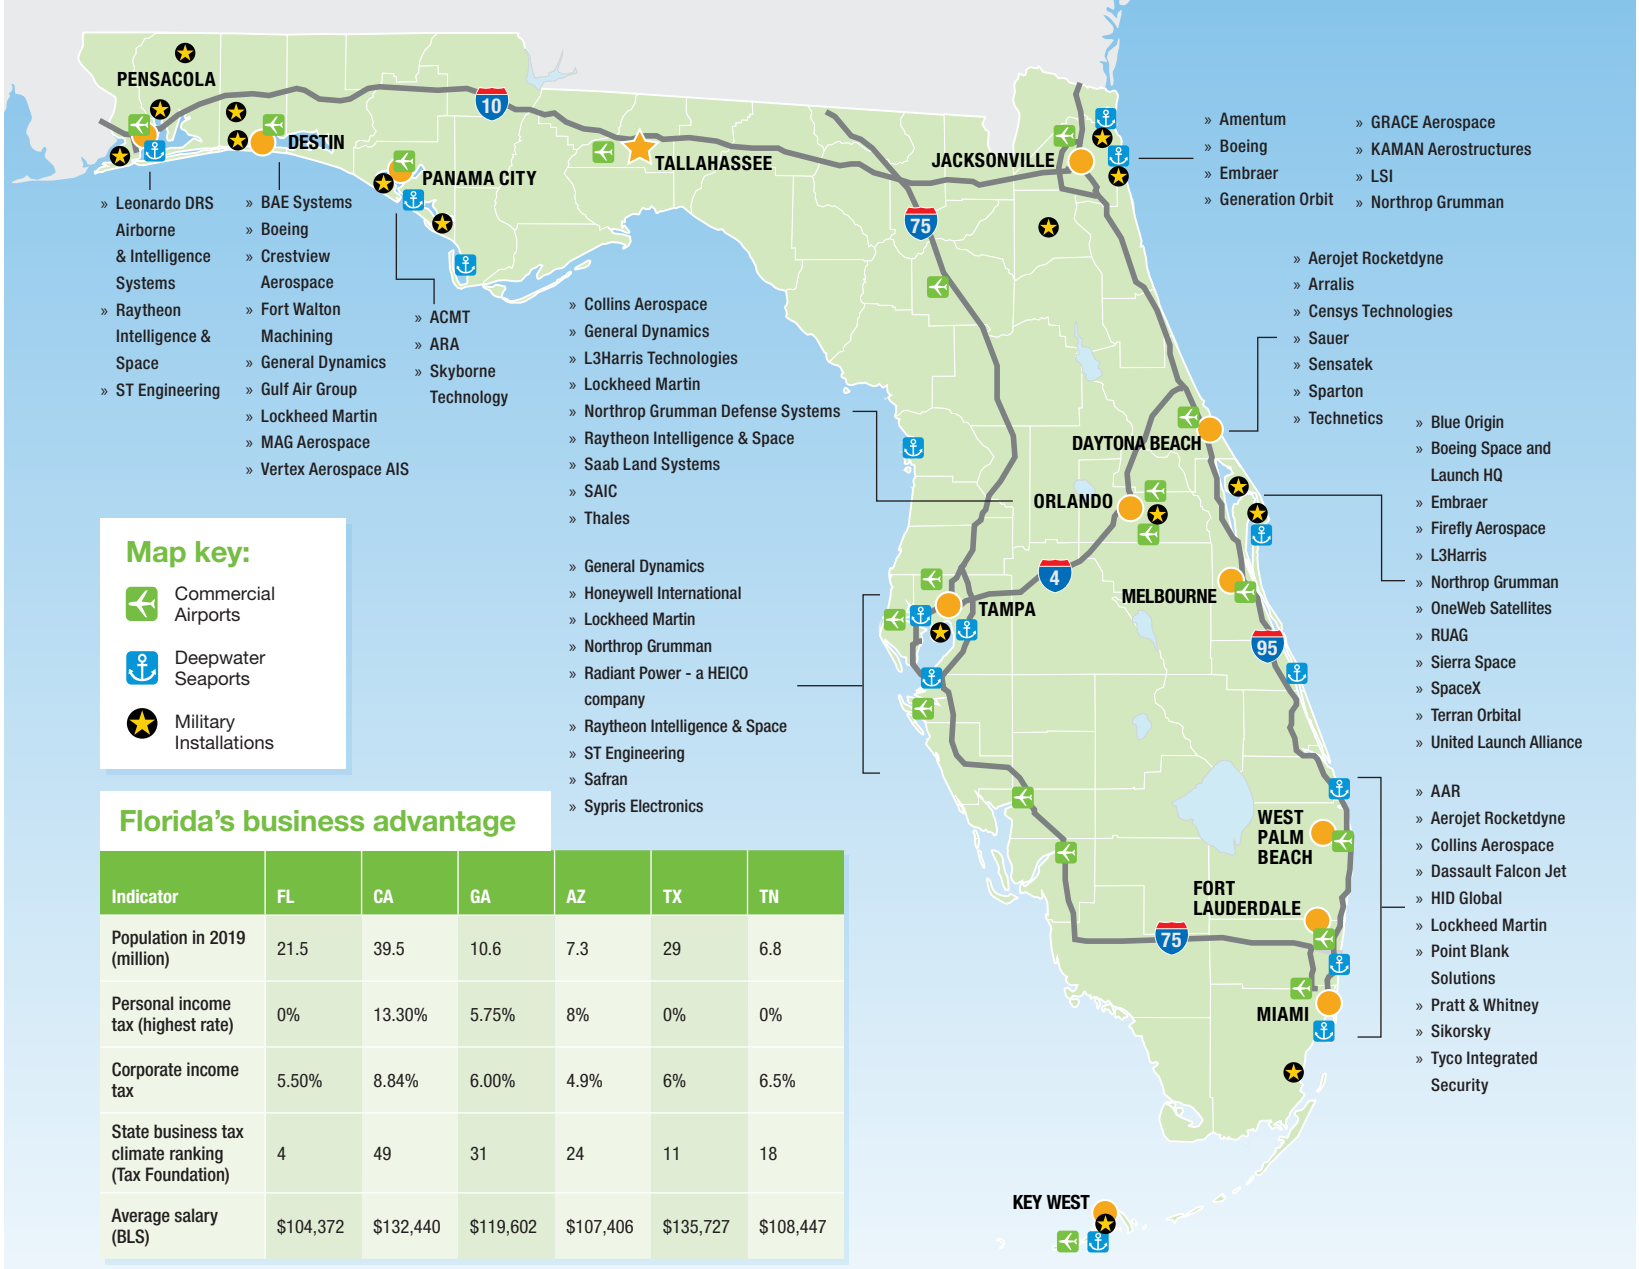 PENSACOLA
10
DESTIN
PANAMA CITY
TALLAHASSEE
JACKSONVILLE
75
» Amentum
» Boeing
» Embraer
» Generation Orbit
» GRACE Aerospace
» KAMAN Aerostructures
» LSI
» Northrop Grumman
» Leonardo DRS
Airborne
& Intelligence
Systems
» Raytheon
Intelligence &
Space
» ST Engineering
» BAE Systems
» Boeing
» Crestview
Aerospace
» Fort Walton
Machining
» General Dynamics
» Gulf Air Group
» Lockheed Martin
» MAG Aerospace
» Vertex Aerospace AIS
» ACMT
» ARA
» Skyborne
Technology
» Collins Aerospace
» General Dynamics
» L3Harris Technologies
» Lockheed Martin
» Northrop Grumman Defense Systems
» Raytheon Intelligence & Space
» Saab Land Systems
» SAIC
» Thales
» Aerojet Rocketdyne
» Arralis
» Censys Technologies
» Sauer
» Sensatek
» Sparton
» Technetics
DAYTONA BEACH
ORLANDO
4
MELBOURNE
TAMPA
95
» Blue Origin
» Boeing Space and
Launch HQ
» Embraer
» Firefly Aerospace
» L3Harris
» Northrop Grumman
» OneWeb Satellites
» RUAG
» Sierra Space
» SpaceX
» Terran Orbital
» United Launch Alliance
» General Dynamics
» Honeywell International
» Lockheed Martin
» Northrop Grumman
» Radiant Power - a HEICO
company
» Raytheon Intelligence & Space
» ST Engineering
» Safran
» Sypris Electronics
Map key:
Commercial
Airports
Deepwater
Seaports
Military
Installations
WEST
PALM
BEACH
FORT
LAUDERDALE
75
MIAMI
» AAR
» Aerojet Rocketdyne
» Collins Aerospace
» Dassault Falcon Jet
» HID Global
» Lockheed Martin
» Point Blank
Solutions
» Pratt & Whitney
» Sikorsky
» Tyco Integrated
Security
KEY WEST
Florida's business advantage
Indicator FL CA GA AZ TX TN
Population in 2019
(million) 21.5 39.5 10.6 7.3 29 6.8
Personal income
tax (highest rate) 0% 13.30% 5.75% 8% 0% 0%
Corporate income
tax 5.50% 8.84% 6.00% 4.9% 6% 6.5%
State business tax
climate ranking 4 49 31 24 11 18
(Tax Foundation)
Average salary
(BLS) $104,372 $132,440 $119,602 $107,406 $135,727 $108,447